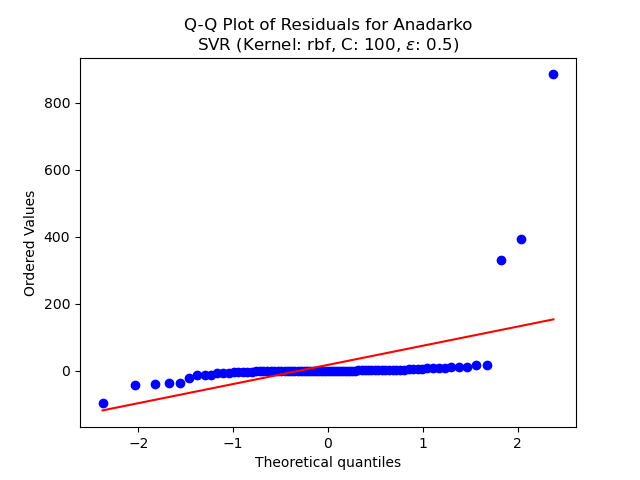 Q-Q Plot of Residuals for Anadarko
SVR (Kernel: rbf, C: 100, ε: 0.5)
800
600
400
200
0
Ordered Values
−2
−1
0
1
2
Theoretical quantiles